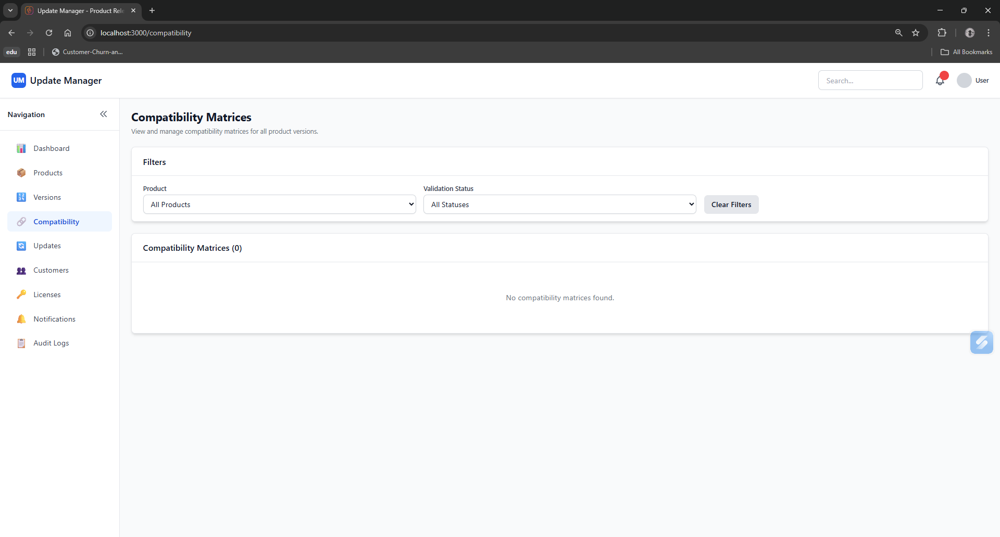 Update Manager - Product Rele
localhost:3000/compatibility
edu
Customer-Churn-an...
All Bookmarks
UM
Update Manager
Search...
User
Navigation
Dashboard
Products
Versions
Compatibility
Updates
Customers
Licenses
Notifications
Audit Logs
Compatibility Matrices
View and manage compatibility matrices for all product versions.
Filters
Product
Validation Status
All Products
All Statuses
Clear Filters
Compatibility Matrices (0)
No compatibility matrices found.